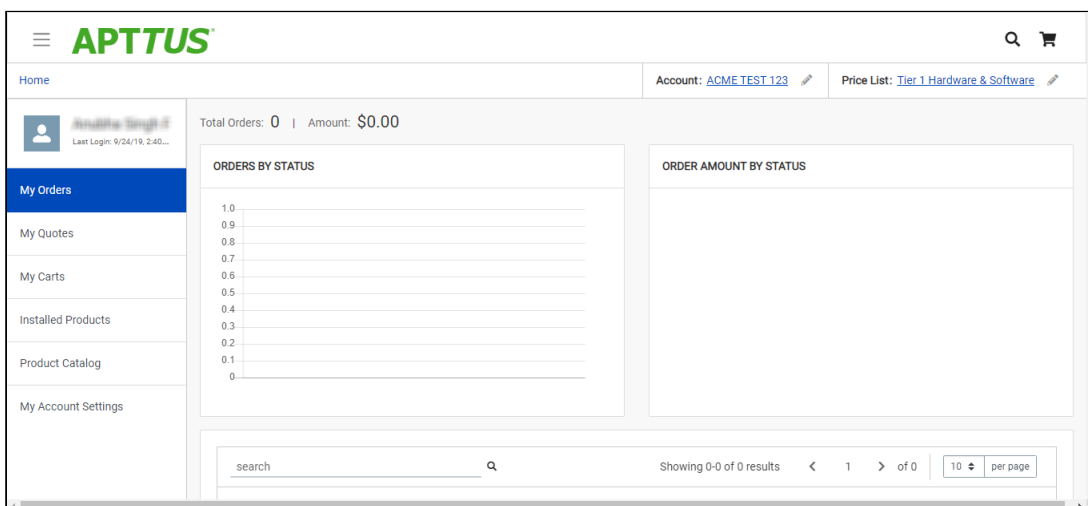 APTTUS
Home
Account: ACME TEST 123
Price List: Tier 1 Hardware & Software
Last Login: 9/24/19, 2:40...
Total Orders: 0 | Amount: $0.00
My Orders
My Quotes
My Carts
Installed Products
Product Catalog
My Account Settings
ORDERS BY STATUS
1.0
0.9
0.8
0.7
0.6
0.5
0.4
0.3
0.2
0.1
0
ORDER AMOUNT BY STATUS
search
Showing 0-0 of 0 results 1 of 0 10 per page